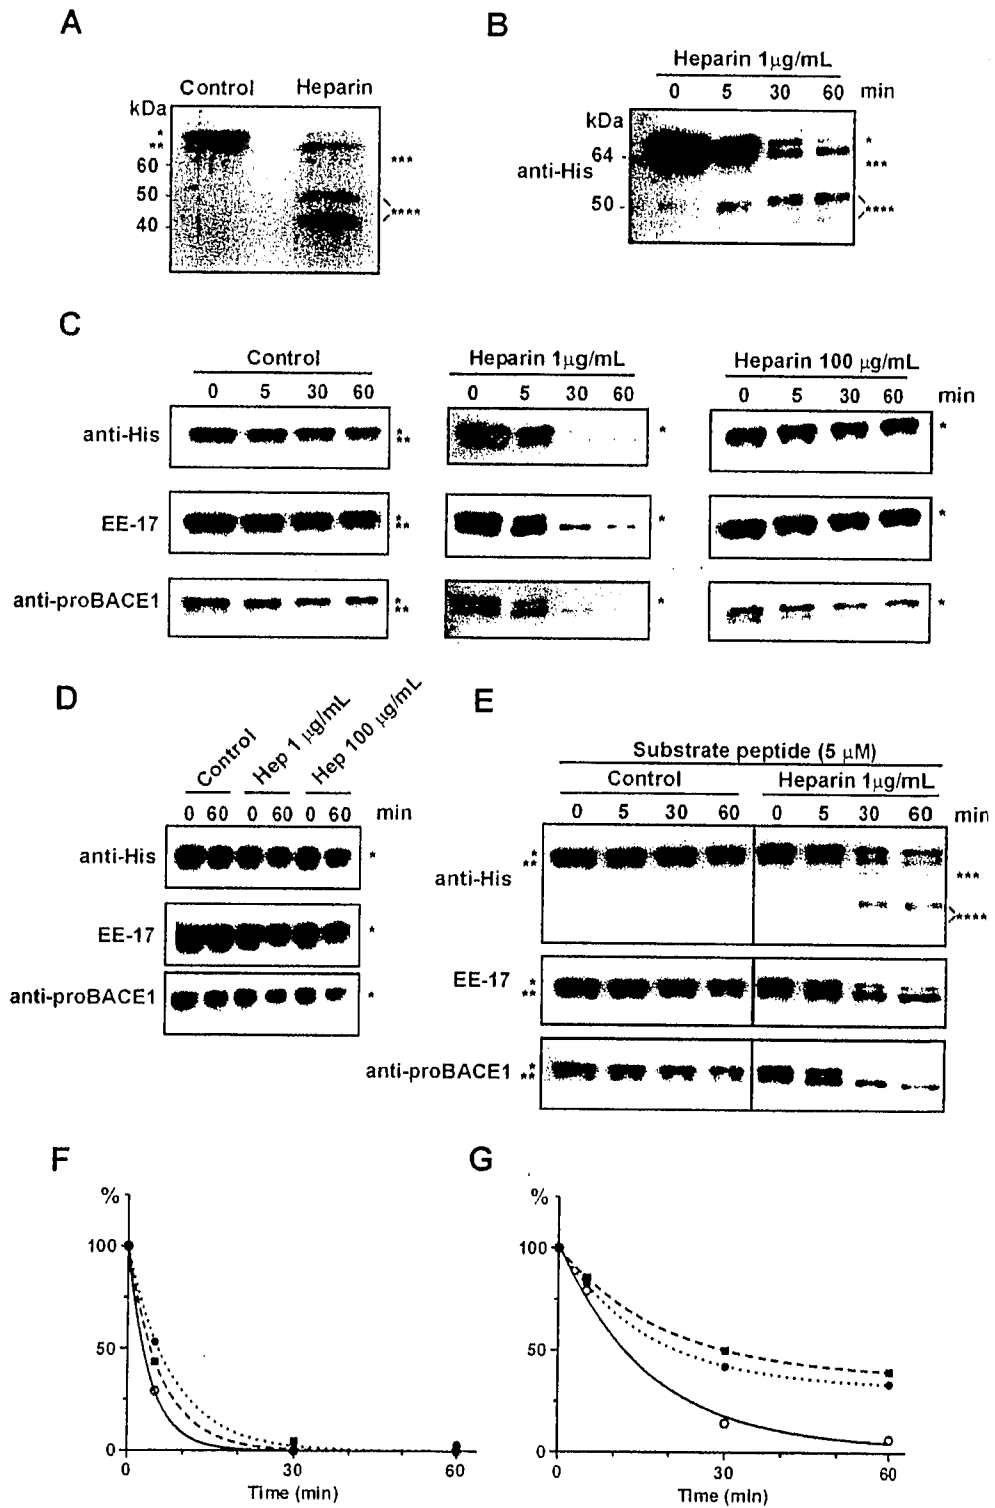 A
Control Heparin
kDa
*
**
60
50
40
***
****
B
Heparin 1µg/mL
0 5 30 60 min
kDa
64
anti-His
50
*
***
****
C
Control
0 5 30 60
Heparin 1µg/mL
0 5 30 60
Heparin 100 µg/mL
0 5 30 60 min
anti-His
*
**
*
*
EE-17
*
**
*
*
anti-proBACE1
*
**
*
*
D
Control
Hep 1 µg/mL
Hep 100 µg/mL
0 60 0 60 0 60 min
anti-His *
EE-17 *
anti-proBACE1 *
E
Substrate peptide (5 µM)
Control Heparin 1µg/mL
0 5 30 60 0 5 30 60 min
*
**
anti-His
***
****
EE-17 *
**
anti-proBACE1 *
**
F
%
100
50
0
0 30 60
Time (min)
G
%
100
50
0
0 30 60
Time (min)